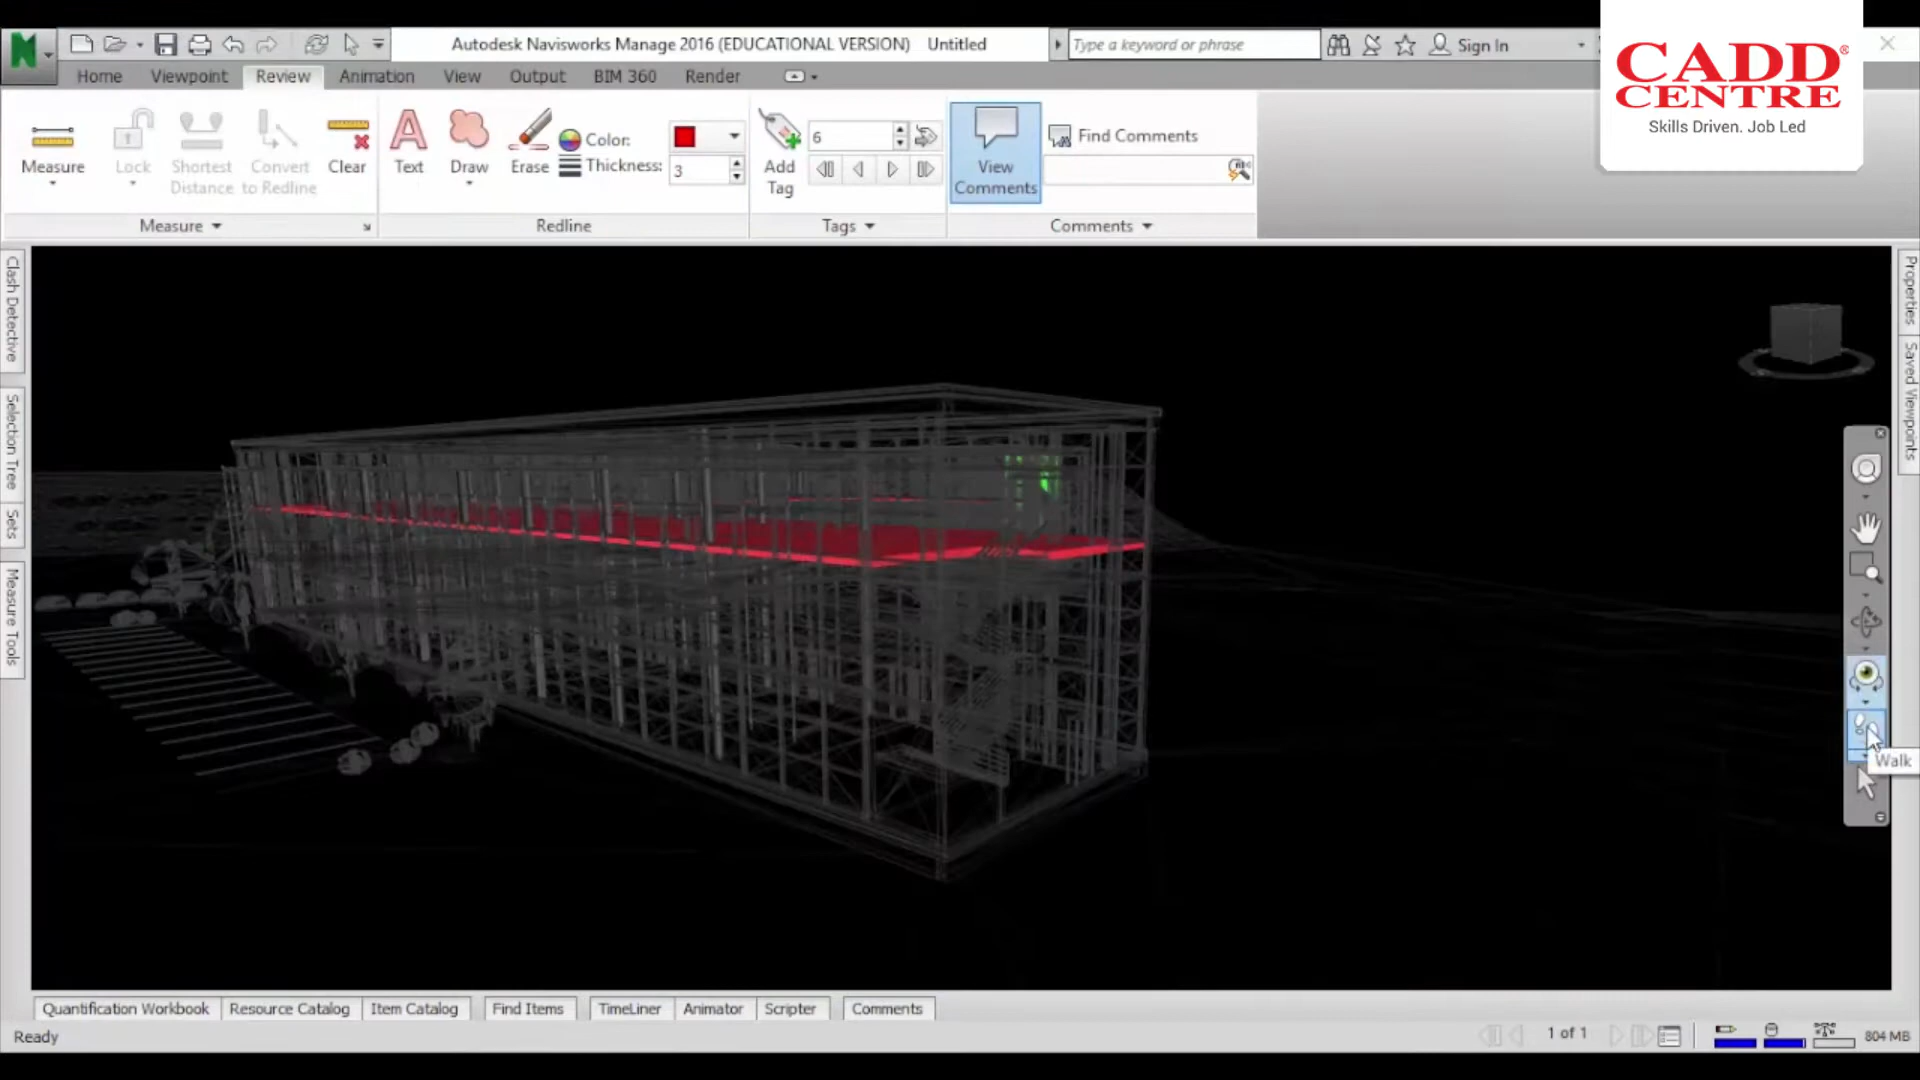 Autodesk Navisworks Manage 2016 (EDUCATIONAL VERSION) Untitled
Type a keyword or phrase
Sign In
CADD CENTRE®
Skills Driven. Job Led
Home Viewpoint Review Animation View Output BIM 360 Render
Measure
Lock
Shortest Distance
Convert to Redline
Clear
Text
Draw
Erase
Color:
Thickness:
3
Add Tag
6
View Comments
Find Comments
Measure
Redline
Tags
Comments
Clash Detective
Selection Tree
Sets
Measure Tools
Properties
Saved Viewpoints
Walk
Quantification Workbook Resource Catalog Item Catalog Find Items TimeLiner Animator Scripter Comments
Ready
1 of 1
804 MB